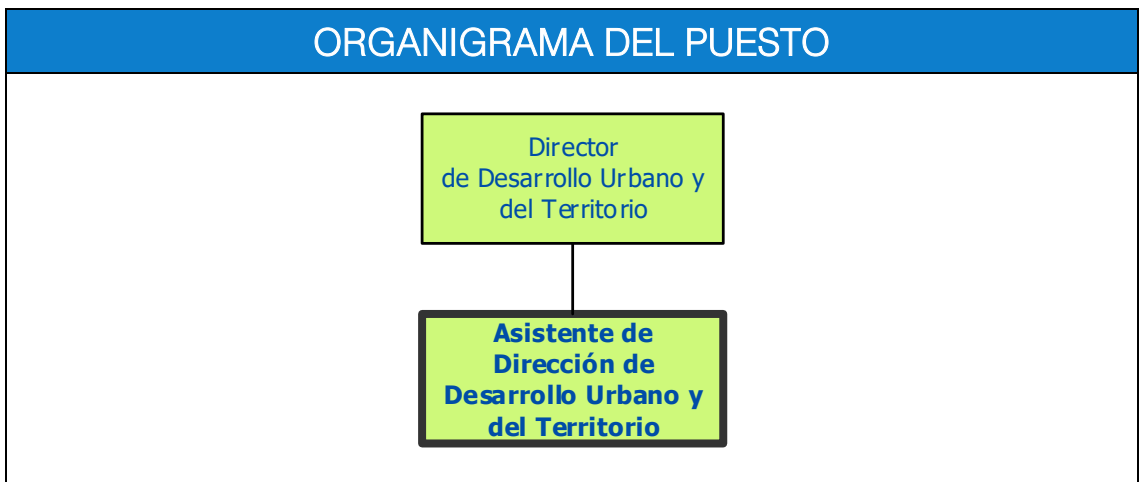 ORGANIGRAMA DEL PUESTO
Director
de Desarrollo Urbano y
del Territorio
Asistente de
Dirección de
Desarrollo Urbano y
del Territorio